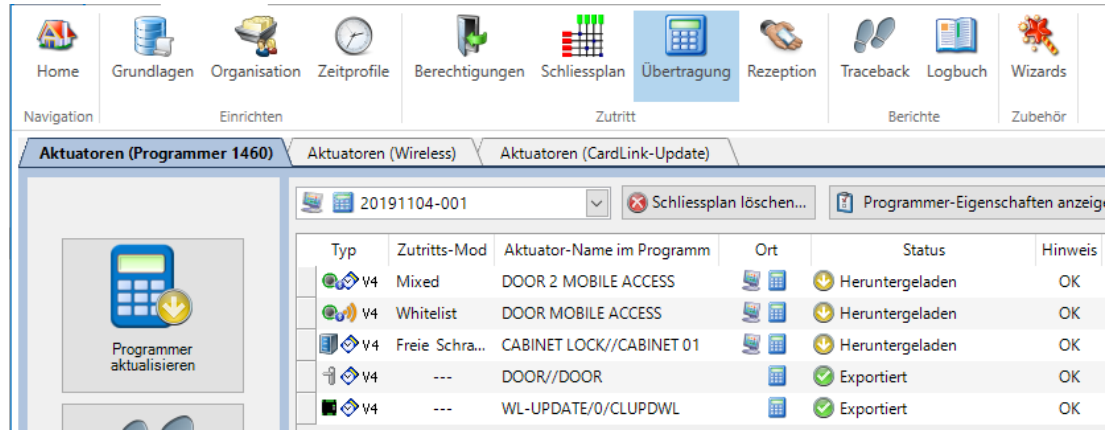 Home Grundlagen Organisation Zeitprofile Berechtigungen Schliessplan Übertragung Rezeption Traceback Logbuch Wizards
Navigation Einrichten Zutritt Berichte Zubehör
Aktuatoren (Programmer 1460) Aktuatoren (Wireless) Aktuatoren (CardLink-Update)
20191104-001 Schliessplan löschen... Programmer-Eigenschaften anzeige
Typ Zutritts-Mod Aktuator-Name im Programm Ort Status Hinweis
V4 Mixed DOOR 2 MOBILE ACCESS Heruntergeladen OK
V4 Whitelist DOOR MOBILE ACCESS Heruntergeladen OK
V4 Freie Schra... CABINET LOCK//CABINET 01 Heruntergeladen OK
V4 --- DOOR//DOOR Exportiert OK
V4 --- WL-UPDATE/0/CLUPDWL Exportiert OK
Programmer
aktualisieren